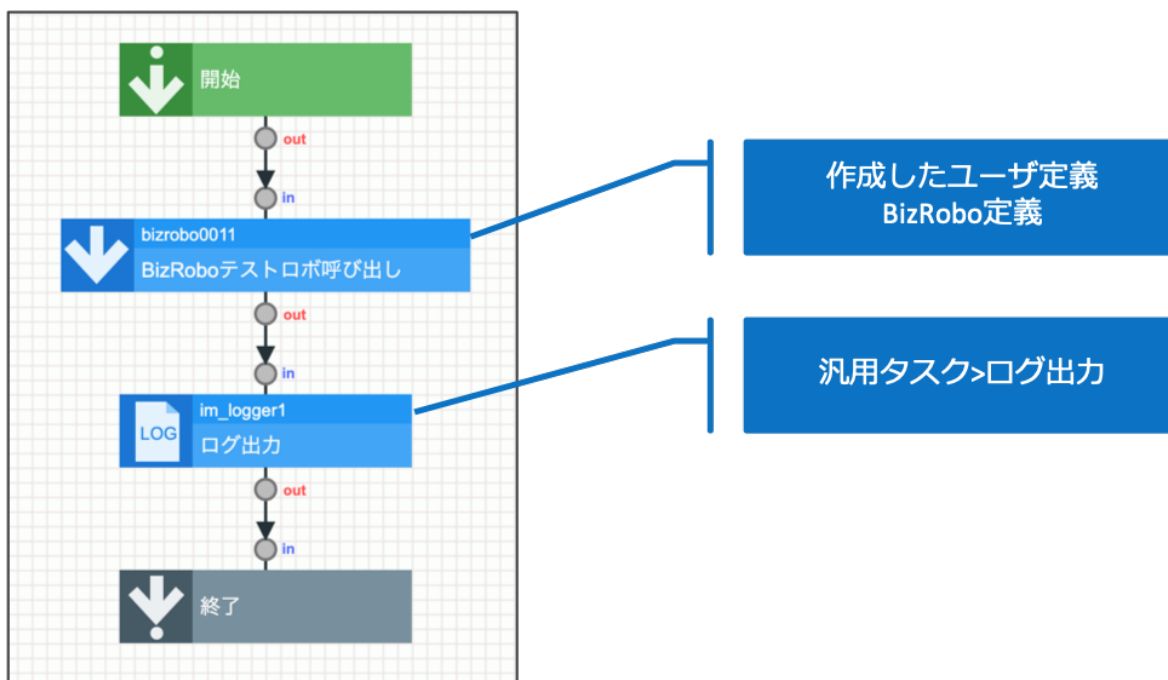 開始
out
in
bizrobo0011
BizRoboテストロボ呼び出し
作成したユーザ定義
BizRobo定義
out
in
im_logger1
LOG
ログ出力
汎用タスク>ログ出力
out
in
終了